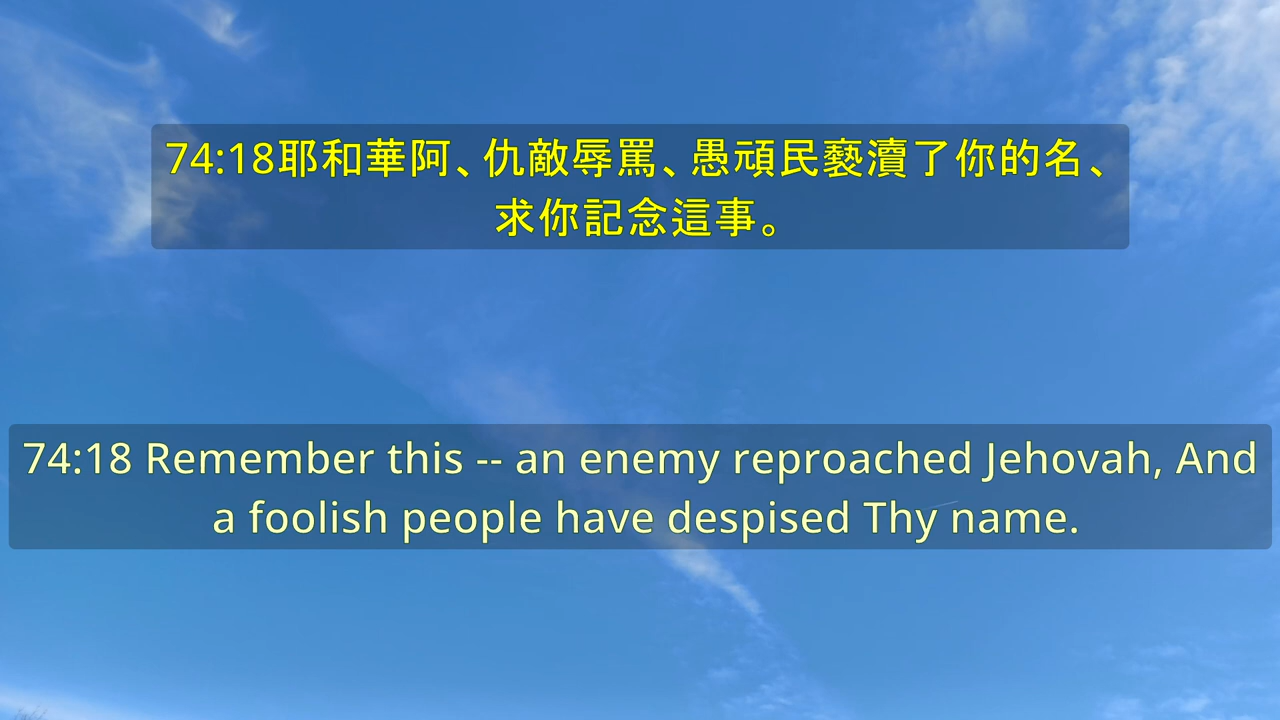 74:18耶和華阿、仇敵辱罵、愚頑民褻瀆了你的名、
求你記念這事。
74:18 Remember this -- an enemy reproached Jehovah, And
a foolish people have despised Thy name.